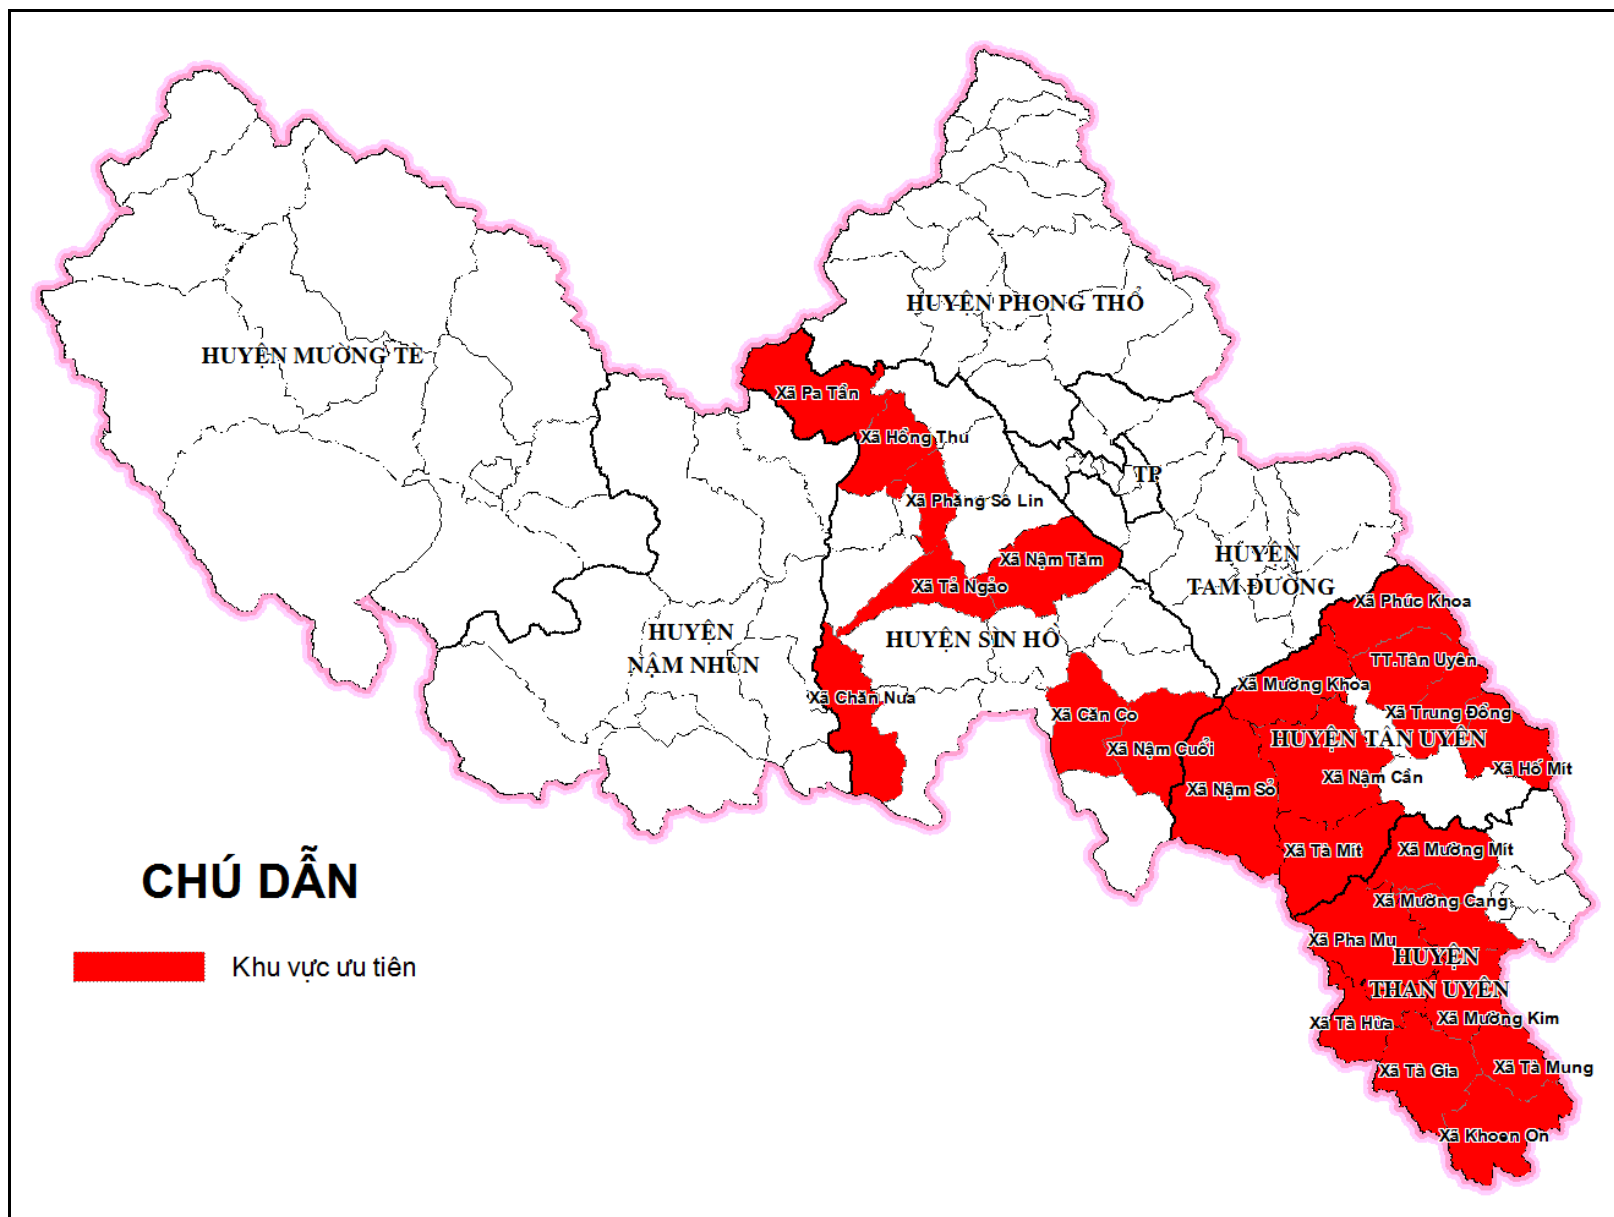 HUYỆN PHONG THỔ
HUYỆN MƯỜNG TÈ
Xã Pa Tần
Xã Hồng Thu
TP.
Xã Phăng Sô Lin
HUYỆN
TAM ĐƯỜNG
Xã Nậm Tăm
Xã Tả Ngảo
Xã Phúc Khoa
HUYỆN
NẬM NHÙN
HUYỆN SÌN HỒ
TT.Tân Uyên
Xã Mường Khoa
Xã Chăn Nưa
Xã Căn Co
Xã Trung Đồng
HUYỆN TÂN UYÊN
Xã Nậm Cuổi
Xã Hố Mít
Xã Nậm Cần
Xã Nậm Sỏ
Xã Tà Mít
Xã Mường Mít
CHÚ DẪN
Xã Mường Cang
Xã Pha Mu
HUYỆN
THAN UYÊN
Khu vực ưu tiên
Xã Tà Hừa
Xã Mường Kim
Xã Tà Gia
Xã Tà Mung
Xã Khoen On